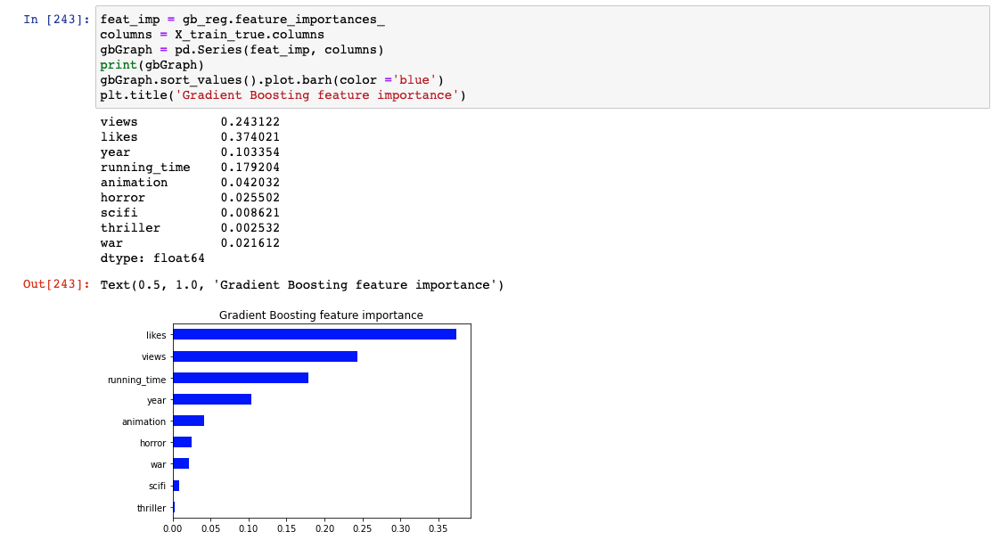 In [243]: feat_imp = gb_reg.feature_importances_
columns = X_train_true.columns
gbGraph = pd.Series(feat_imp, columns)
print(gbGraph)
gbGraph.sort_values().plot.barh(color ='blue')
plt.title('Gradient Boosting feature importance')
views 0.243122
likes 0.374021
year 0.103354
running_time 0.179204
animation 0.042032
horror 0.025502
scifi 0.008621
thriller 0.002532
war 0.021612
dtype: float64
Out[243]: Text(0.5, 1.0, 'Gradient Boosting feature importance')
Gradient Boosting feature importance
likes
views
running_time
year
animation
horror
war
scifi
thriller
0.00 0.05 0.10 0.15 0.20 0.25 0.30 0.35